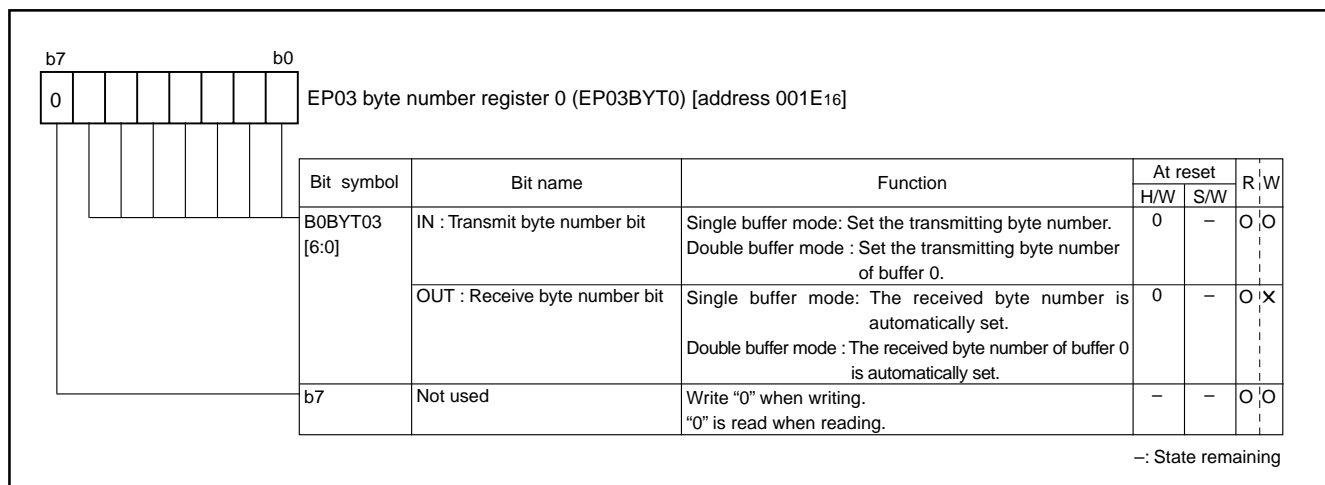 b7 b0
0 EP03 byte number register 0 (EP03BYT0) [address 001E16]
Bit symbol Bit name Function At reset R W
H/W S/W
B0BYT03 IN : Transmit byte number bit Single buffer mode: Set the transmitting byte number. 0 – O O
[6:0] Double buffer mode : Set the transmitting byte number
of buffer 0.
OUT : Receive byte number bit Single buffer mode: The received byte number is 0 – O ×
automatically set.
Double buffer mode : The received byte number of buffer 0
is automatically set.
b7 Not used Write “0” when writing. – – O O
“0” is read when reading.
–: State remaining